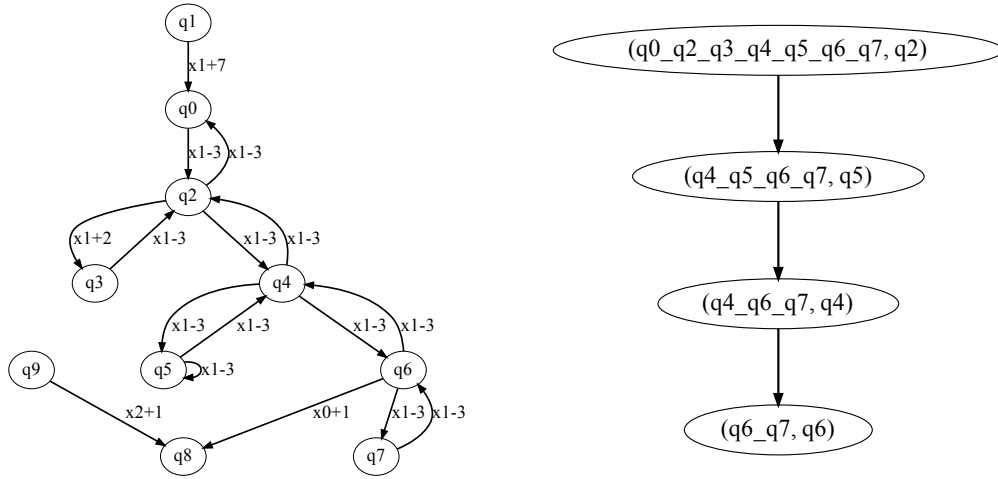 q1
(q0_q2_q3_q4_q5_q6_q7, q2)
x1+7
q0
x1-3 x1-3
(q4_q5_q6_q7, q5)
q2
x1+2 x1-3 x1-3 x1-3
q3 q4
(q4_q6_q7, q4)
x1-3 x1-3 x1-3 x1-3
q9 q5 x1-3 q6
x2+1 x0+1 x1-3 x1-3
(q6_q7, q6)
q8 q7